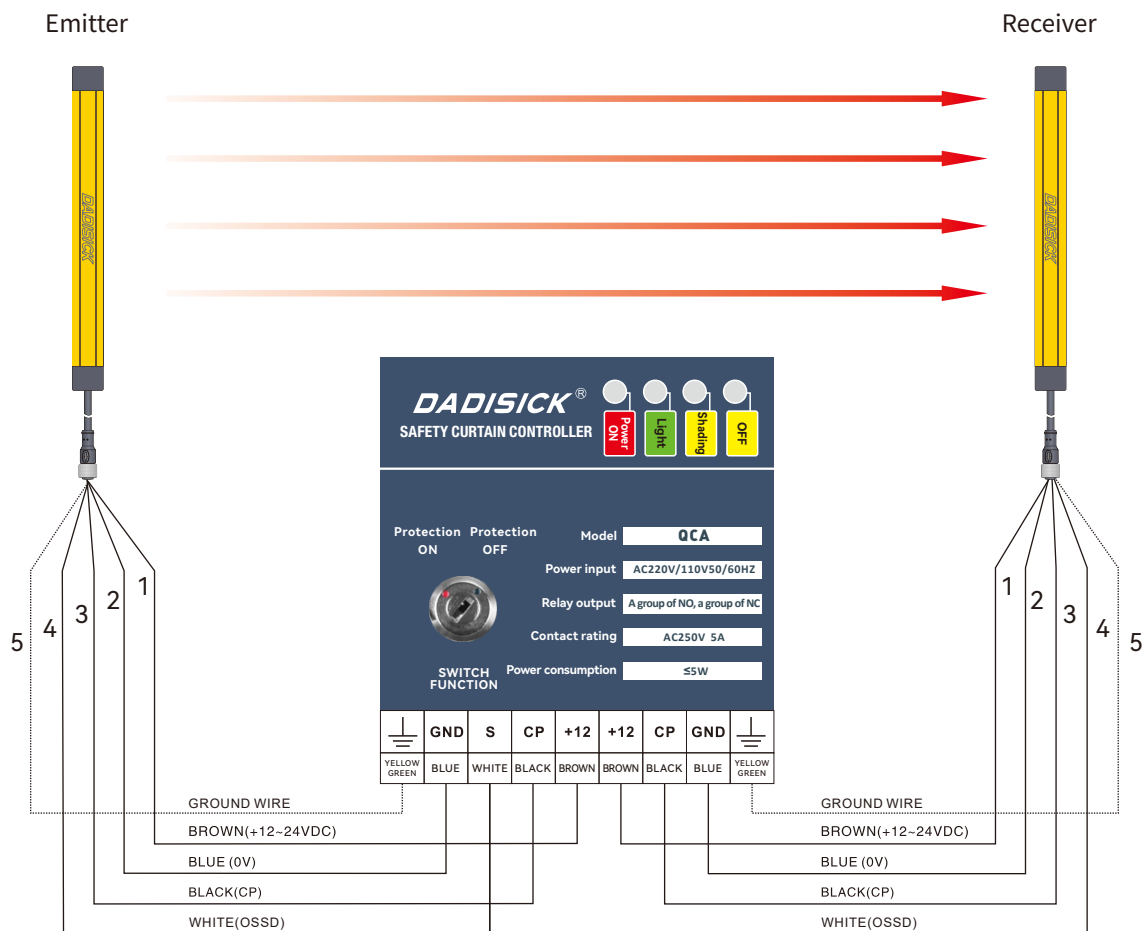 Emitter
Receiver
DADISICK
DADISICK
DADISICK®
SAFETY CURTAIN CONTROLLER
Power ON
Light
Shading
OFF
Protection ON
Protection OFF
SWITCH FUNCTION
Model QCA
Power input AC220V/110V50/60HZ
Relay output A group of NO, a group of NC
Contact rating AC250V 5A
Power consumption ≤5W
5 4 3 2 1
1 2 3 4 5
GND S CP +12 +12 CP GND
YELLOW GREEN BLUE WHITE BLACK BROWN BROWN BLACK BLUE YELLOW GREEN
GROUND WIRE
BROWN(+12~24VDC)
BLUE (0V)
BLACK(CP)
WHITE(OSSD)
GROUND WIRE
BROWN(+12~24VDC)
BLUE (0V)
BLACK(CP)
WHITE(OSSD)